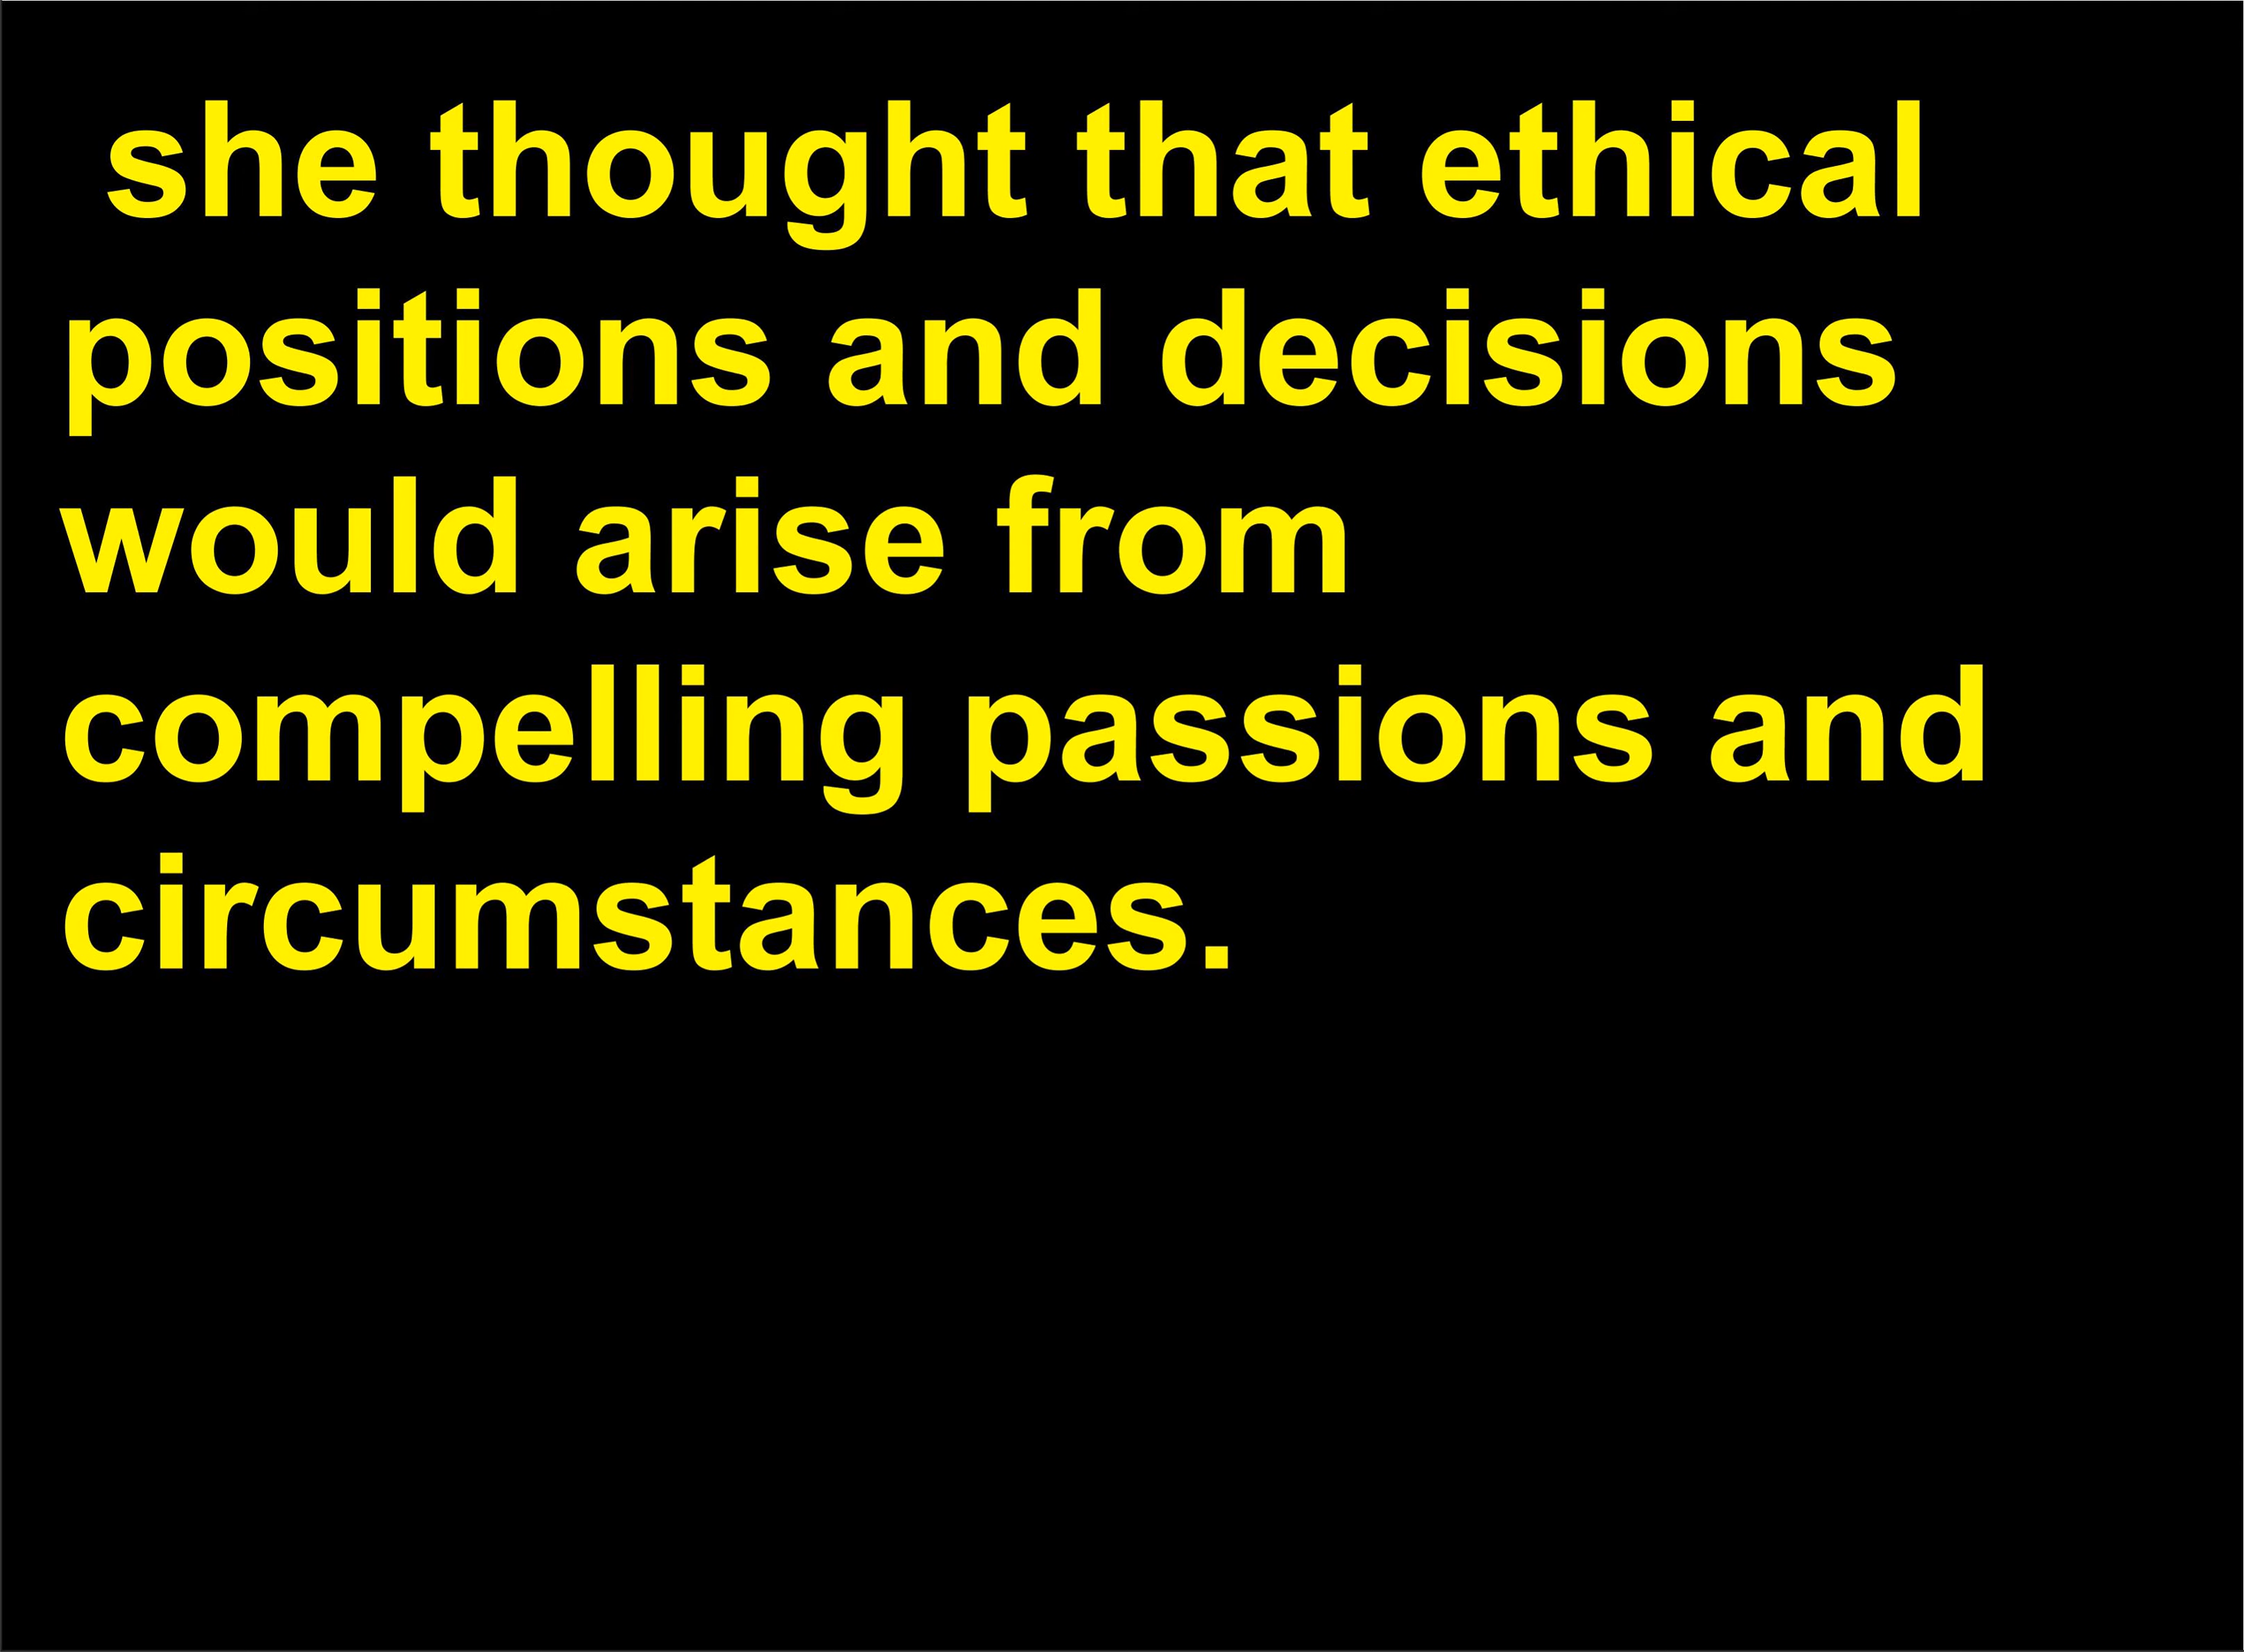 she thought that ethical
positions and decisions
would arise from
compelling passions and
circumstances.